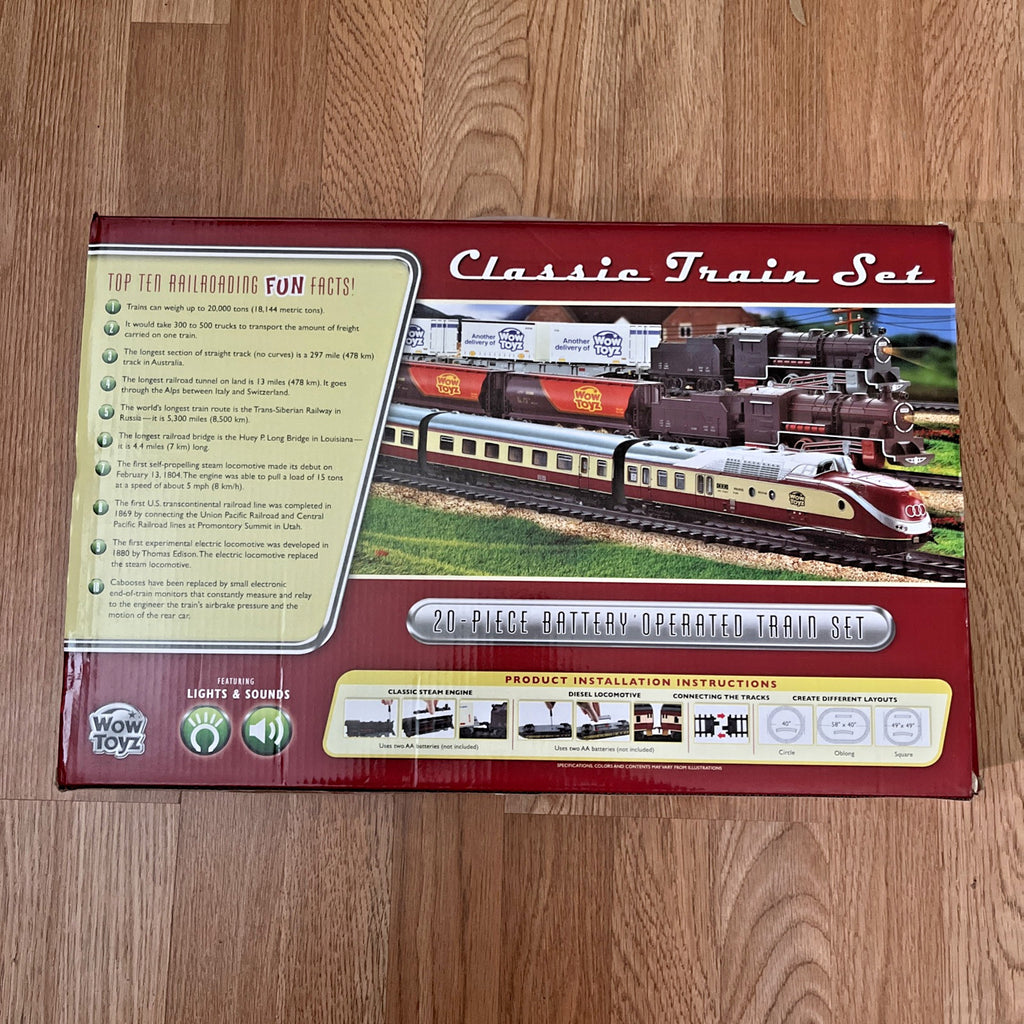 Classic Train Set
TOP TEN RAILROADING FUN FACTS!
1 Trains can weigh up to 20,000 tons (18,144 metric tons).
2 It would take 300 to 500 trucks to transport the amount of freight
carried on one train.
3 The longest section of straight track (no curves) is a 297 mile (478 km)
track in Australia.
4 The longest railroad tunnel on land is 13 miles (478 km). It goes
through the Alps between Italy and Switzerland.
5 The world's longest train route is the Trans-Siberian Railway in
Russia—it is 5,300 miles (8,500 km).
The longest railroad bridge is the Huey P. Long Bridge in Louisiana—
it is 4.4 miles (7 km) long.
7 The first self-propelling steam locomotive made its debut on
February 13, 1804. The engine was able to pull a load of 15 tons
at a speed of about 5 mph (8 km/h).
The first U.S. transcontinental railroad line was completed in
1869 by connecting the Union Pacific Railroad and Central
Pacific Railroad lines at Promontory Summit in Utah.
The first experimental electric locomotive was developed in
1880 by Thomas Edison. The electric locomotive replaced
the steam locomotive.
Cabooses have been replaced by small electronic
end-of-train monitors that constantly measure and relay
to the engineer the train's airbrake pressure and the
motion of the rear car.
Another
delivery of
WOW
TOYZ
Another
delivery of
WOW
TOYZ
WOW
TOYZ
WOW
TOYZ
WOW
TOYZ
20-PIECE BATTERY OPERATED TRAIN SET
FEATURING
LIGHTS & SOUNDS
WOW
TOYZ
PRODUCT INSTALLATION INSTRUCTIONS
CLASSIC STEAM ENGINE
Uses two AA batteries (not included)
DIESEL LOCOMOTIVE
Uses two AA batteries (not included)
CONNECTING THE TRACKS
CREATE DIFFERENT LAYOUTS
40"
Circle
58" x 40"
Oblong
49" x 49"
Square
SPECIFICATIONS, COLORS AND CONTENTS MAY VARY FROM ILLUSTRATIONS